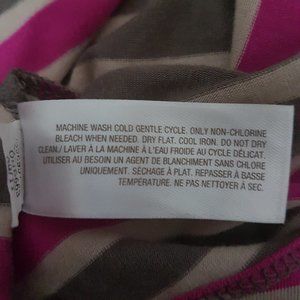 MACHINE WASH COLD GENTLE CYCLE. ONLY NON-CHLORINE
BLEACH WHEN NEEDED. DRY FLAT. COOL IRON. DO NOT DRY
CLEAN./ LAVER À LA MACHINE À L'EAU FROIDE AU CYCLE DÉLICAT.
UTILISER AU BESOIN UN AGENT DE BLANCHIMENT SANS CHLORE
UNIQUEMENT. SÉCHAGE À PLAT. REPASSER À BASSE
TEMPÉRATURE. NE PAS NETTOYER À SEC.